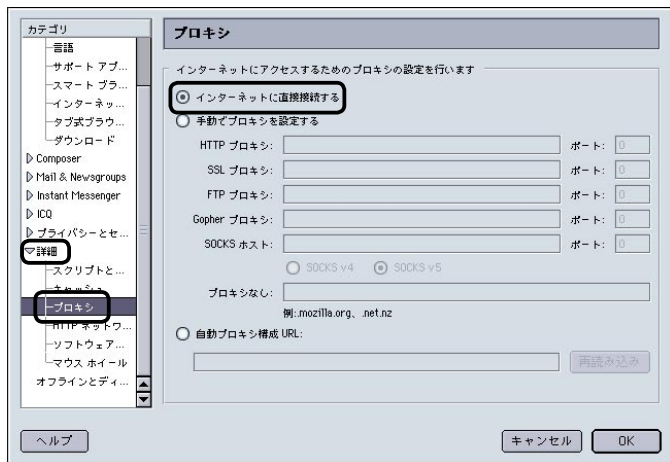 カテゴリ
言語
サポート アプ...
スマート ブラ...
インターネッ...
タブ式ブラウ...
ダウンロード
Composer
Mail & Newsgroups
Instant Messenger
ICQ
プライバシーとセ...
詳細
スクリプトと...
キャッシュ
プロキシ
HTTP ネットワ...
ソフトウェア...
マウス ホイール
オフラインとディ...
プロキシ
インターネットにアクセスするためのプロキシの設定を行います
インターネットに直接接続する
手動でプロキシを設定する
HTTP プロキシ: ポート: 0
SSL プロキシ: ポート: 0
FTP プロキシ: ポート: 0
Gopher プロキシ: ポート: 0
SOCKS ホスト: ポート: 0
SOCKS v4 SOCKS v5
プロキシなし:
例:.mozilla.org、.net.nz
自動プロキシ構成 URL:
再読み込み
ヘルプ キャンセル OK